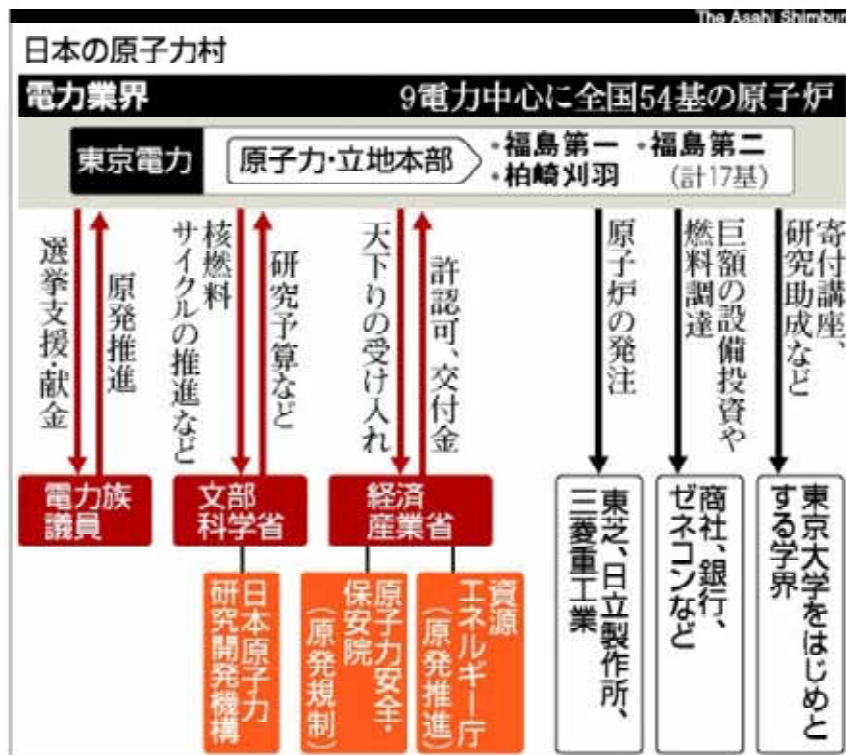 The Asahi Shimbun
日本の原子力村
電力業界
9電力中心に全国54基の原子炉
東京電力
原子力・立地本部
・福島第一 ・福島第二
・柏崎刈羽 (計17基)
選挙支援・献金
原発推進
核燃料
サイクルの推進など
研究予算など
天下りの受け入れ
許認可、交付金
原子炉の発注
巨額の設備投資や
燃料調達
寄付講座、
研究助成など
電力族
議員
文部
科学省
経済
産業省
東芝、日立製作所、
三菱重工業
商社、銀行、
ゼネコンなど
東京大学をはじめと
する学界
日本原子力
研究開発機構
原子力安全・
保安院
(原発規制)
資源
エネルギー庁
(原発推進)